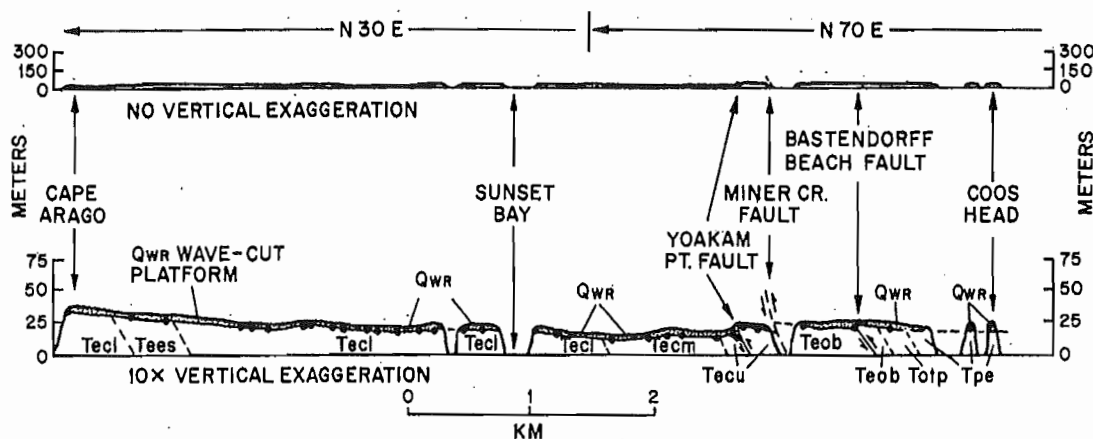 N 30 E
N 70 E
300
150
0
300
150
0
NO VERTICAL EXAGGERATION
METERS
METERS
CAPE
ARAGO
SUNSET
BAY
YOAKAM
PT. FAULT
MINER CR.
FAULT
BASTENDORFF
BEACH FAULT
COOS
HEAD
75
50
25
0
75
50
25
0
QWR WAVE-CUT
PLATFORM
QWR
QWR
QWR
QWR
Tecl
Tees
Tecl
Tecl
Tecl
Tecm
Tecu
Teob
Teob
Totp
Tpe
10× VERTICAL EXAGGERATION
0
1
2
KM